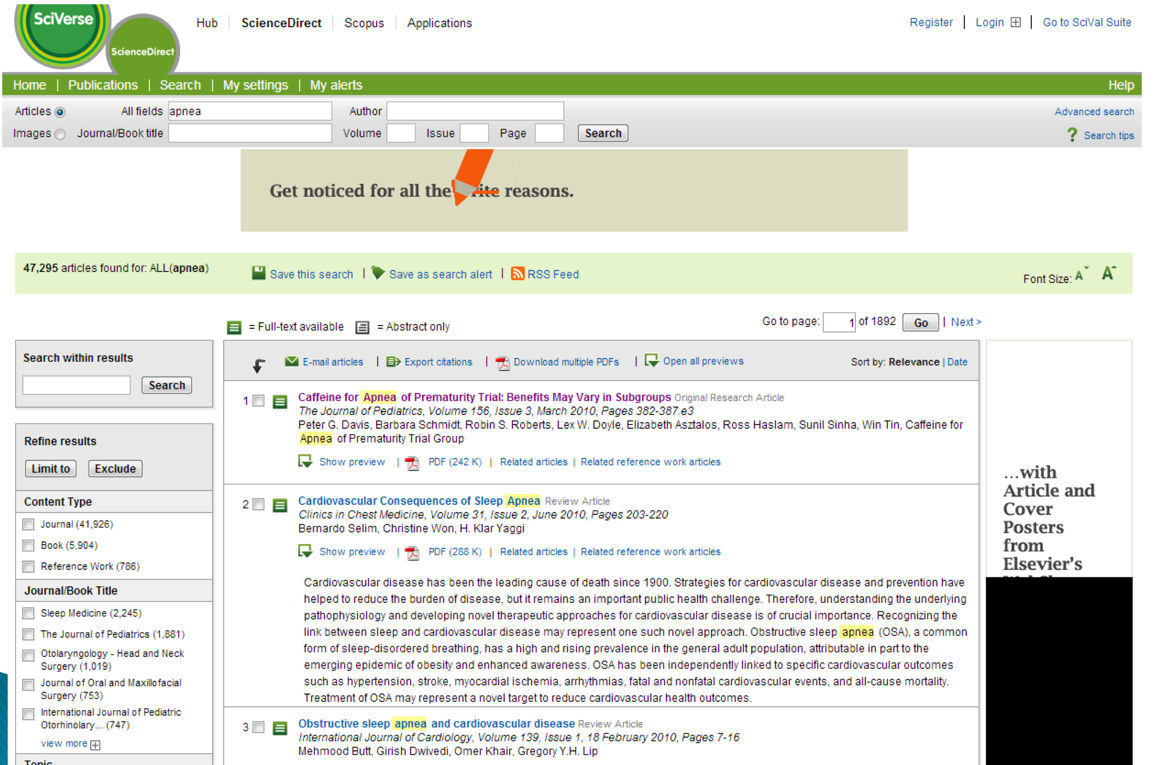 SciVerse
ScienceDirect
Hub | ScienceDirect | Scopus | Applications
Register | Login | Go to SciVal Suite
Home | Publications | Search | My settings | My alerts
Help
Articles All fields apnea Author
Advanced search
Images Journal/Book title Volume Issue Page Search
? Search tips
Get noticed for all the rite reasons.
47,295 articles found for: ALL(apnea)
Save this search | Save as search alert | RSS Feed
Font Size: A A
= Full-text available = Abstract only
Go to page: 1 of 1892 Go | Next >
Search within results
Search
Refine results
Limit to Exclude
Content Type
Journal (41,926)
Book (5,904)
Reference Work (786)
Journal/Book Title
Sleep Medicine (2,245)
The Journal of Pediatrics (1,881)
Otolaryngology - Head and Neck
Surgery (1,019)
Journal of Oral and Maxillofacial
Surgery (753)
International Journal of Pediatric
Otorhinolary... (747)
view more
Topic
E-mail articles | Export citations | Download multiple PDFs | Open all previews
Sort by: Relevance | Date
1 Caffeine for Apnea of Prematurity Trial: Benefits May Vary in Subgroups Original Research Article
The Journal of Pediatrics, Volume 156, Issue 3, March 2010, Pages 382-387.e3
Peter G. Davis, Barbara Schmidt, Robin S. Roberts, Lex W. Doyle, Elizabeth Asztalos, Ross Haslam, Sunil Sinha, Win Tin, Caffeine for
Apnea of Prematurity Trial Group
Show preview | PDF (242 K) | Related articles | Related reference work articles
2 Cardiovascular Consequences of Sleep Apnea Review Article
Clinics in Chest Medicine, Volume 31, Issue 2, June 2010, Pages 203-220
Bernardo Selim, Christine Won, H. Klar Yaggi
Show preview | PDF (288 K) | Related articles | Related reference work articles
Cardiovascular disease has been the leading cause of death since 1900. Strategies for cardiovascular disease and prevention have
helped to reduce the burden of disease, but it remains an important public health challenge. Therefore, understanding the underlying
pathophysiology and developing novel therapeutic approaches for cardiovascular disease is of crucial importance. Recognizing the
link between sleep and cardiovascular disease may represent one such novel approach. Obstructive sleep apnea (OSA), a common
form of sleep-disordered breathing, has a high and rising prevalence in the general adult population, attributable in part to the
emerging epidemic of obesity and enhanced awareness. OSA has been independently linked to specific cardiovascular outcomes
such as hypertension, stroke, myocardial ischemia, arrhythmias, fatal and nonfatal cardiovascular events, and all-cause mortality.
Treatment of OSA may represent a novel target to reduce cardiovascular health outcomes.
3 Obstructive sleep apnea and cardiovascular disease Review Article
International Journal of Cardiology, Volume 139, Issue 1, 18 February 2010, Pages 7-16
Mehmood Butt, Girish Dwivedi, Omer Khair, Gregory Y.H. Lip
...with
Article and
Cover
Posters
from
Elsevier's